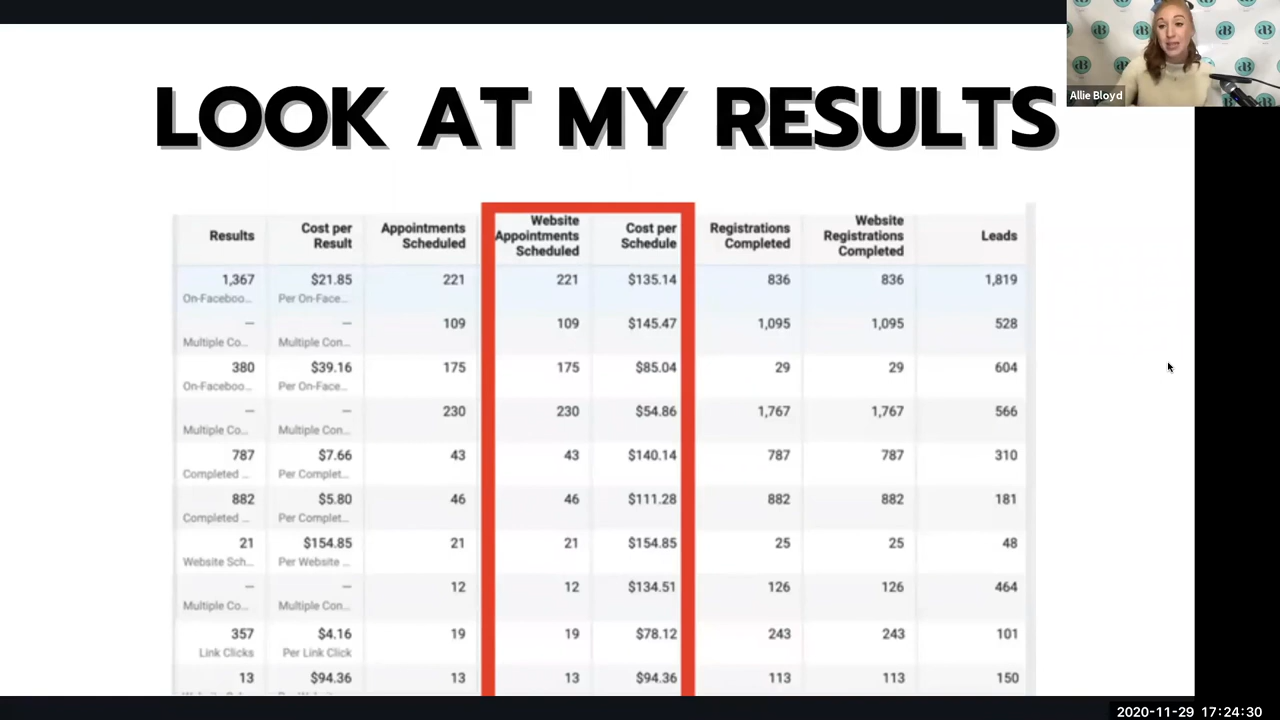 Allie Bloyd
LOOK AT MY RESULTS
Results Cost per Result Appointments Scheduled Website Appointments Scheduled Cost per Schedule Registrations Completed Website Registrations Completed Leads
1,367 $21.85 221 221 $135.14 836 836 1,819
On-Faceboo... Per On-Face...
— — 109 109 $145.47 1,095 1,095 528
Multiple Co... Multiple Con...
380 $39.16 175 175 $85.04 29 29 604
On-Faceboo... Per On-Face...
— — 230 230 $54.86 1,767 1,767 566
Multiple Co... Multiple Con...
787 $7.66 43 43 $140.14 787 787 310
Completed ... Per Complet...
882 $5.80 46 46 $111.28 882 882 181
Completed ... Per Complet...
21 $154.85 21 21 $154.85 25 25 48
Website Sch... Per Website ...
— — 12 12 $134.51 126 126 464
Multiple Co... Multiple Con...
357 $4.16 19 19 $78.12 243 243 101
Link Clicks Per Link Click
13 $94.36 13 13 $94.36 113 113 150
2020-11-29 17:24:30